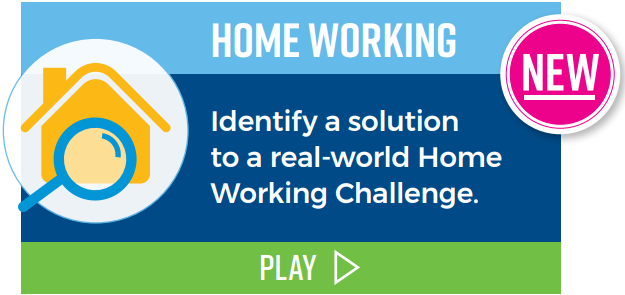 HOME WORKING
NEW
Identify a solution
to a real-world Home
Working Challenge.
PLAY